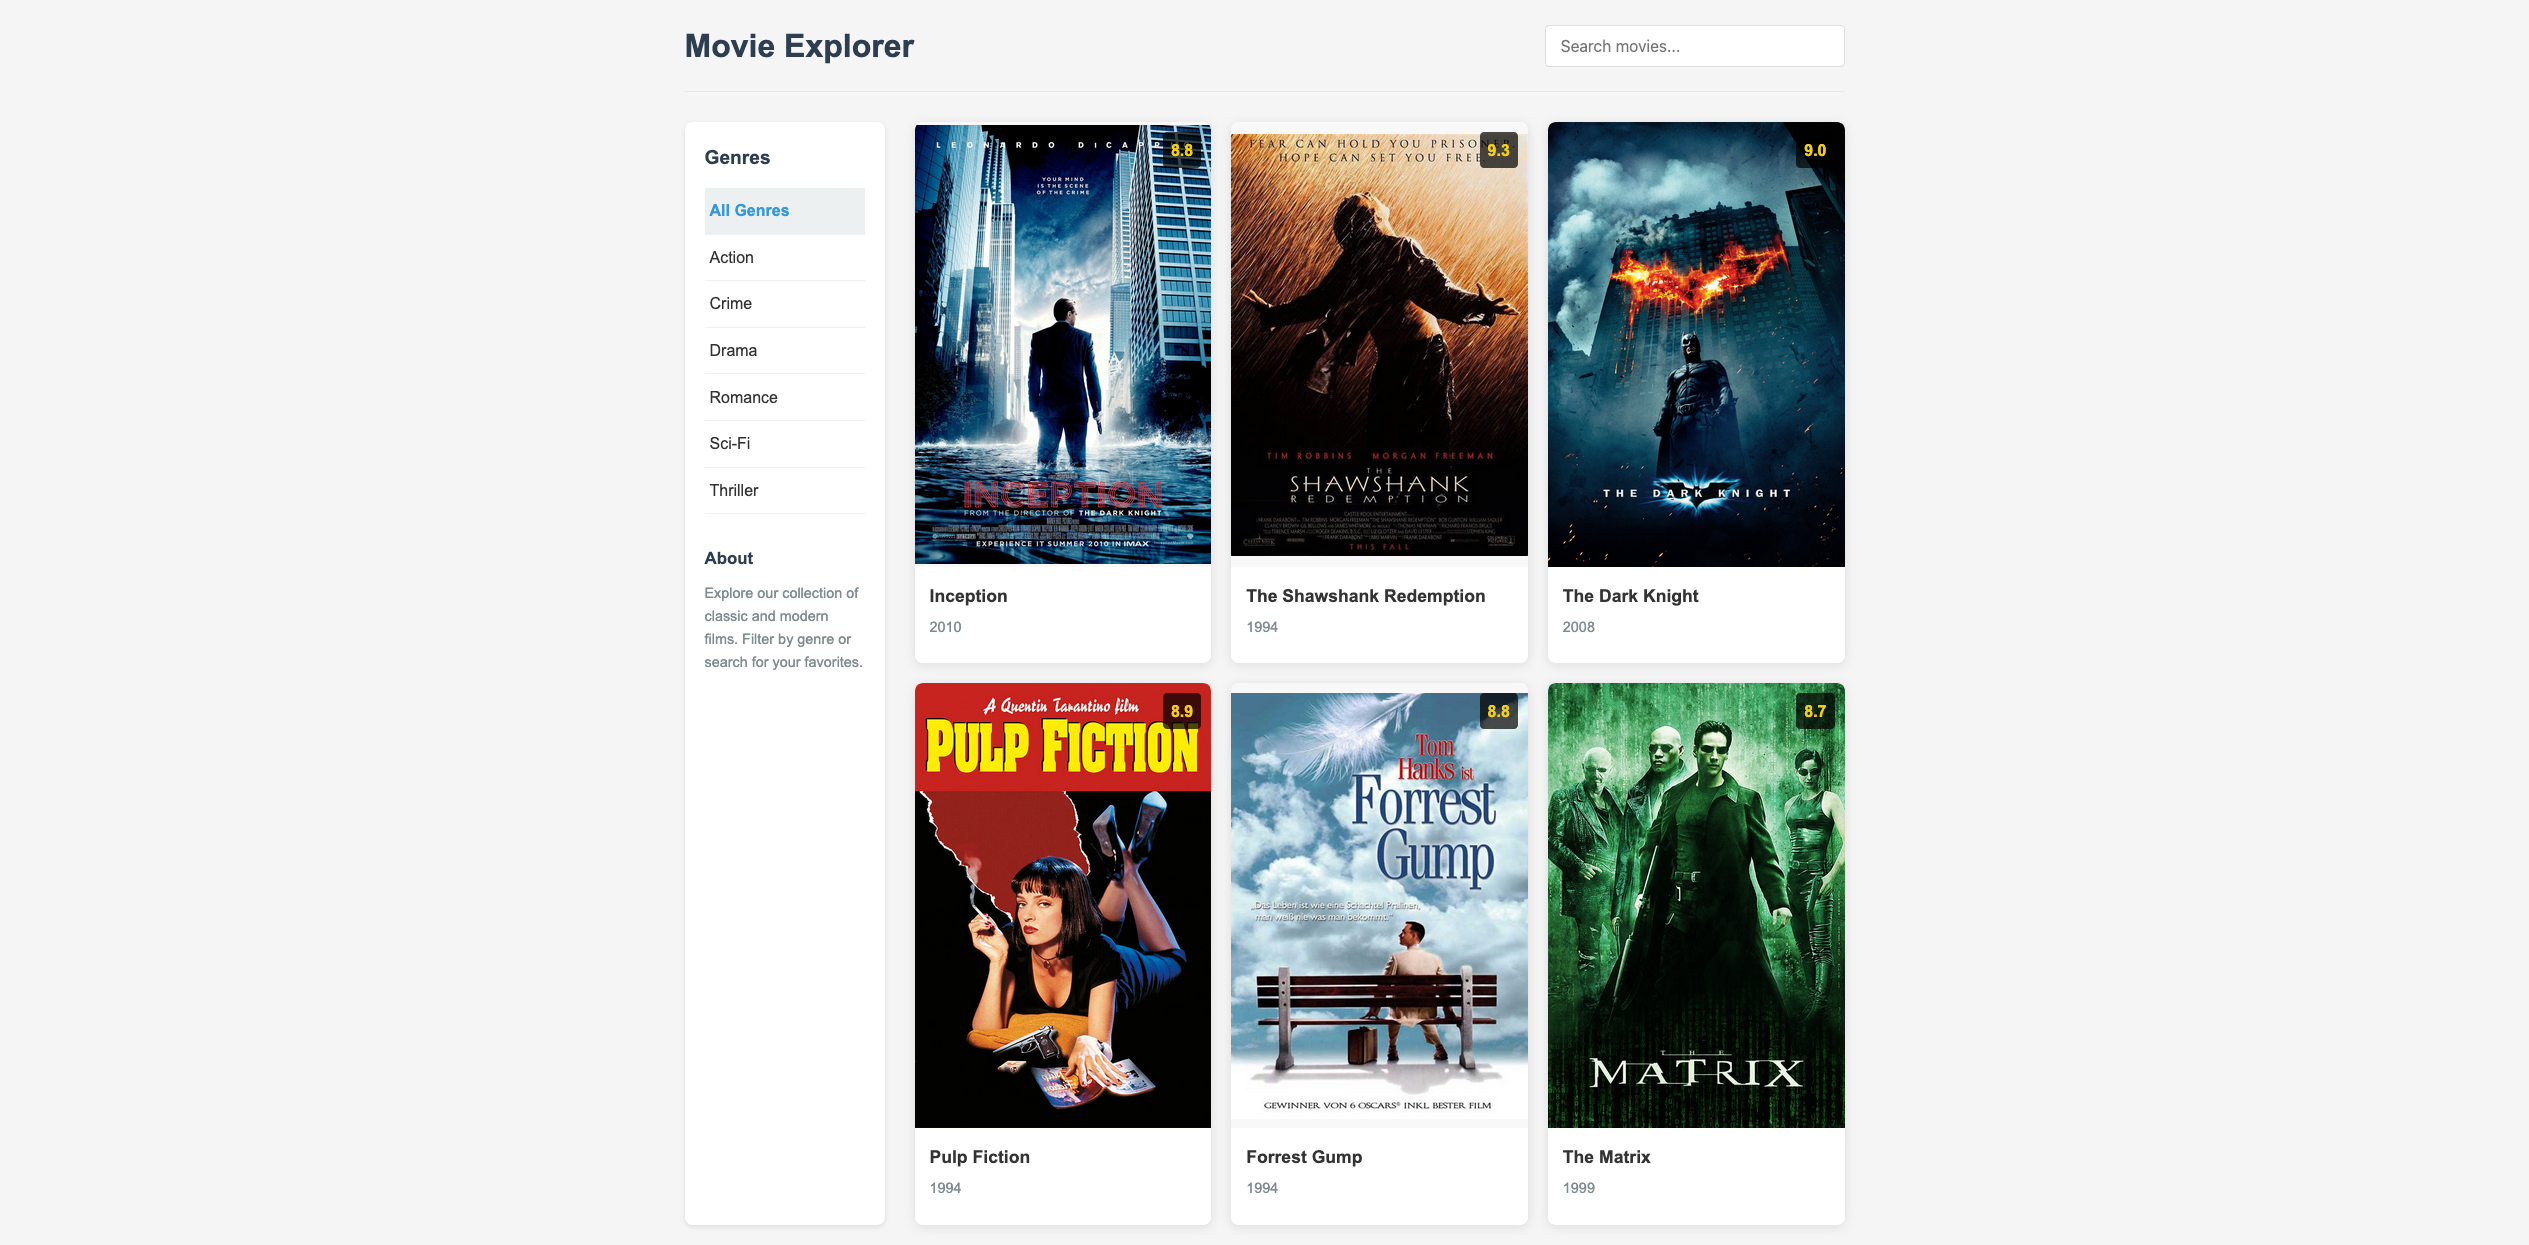 Movie Explorer
Search movies...
Genres
All Genres
Action
Crime
Drama
Romance
Sci-Fi
Thriller
About
Explore our collection of
classic and modern
films. Filter by genre or
search for your favorites.
LEONARDO DICAPR
8.8
YOUR MIND
IS THE SCENE
OF THE CRIME
INCEPTION
FROM THE DIRECTOR OF THE DARK KNIGHT
EXPERIENCE IT SUMMER 2010 IN IMAX
Inception
2010
FEAR CAN HOLD YOU PRISONER.
HOPE CAN SET YOU FREE.
9.3
TIM ROBBINS MORGAN FREEMAN
THE
SHAWSHANK
REDEMPTION
CASTLE ROCK ENTERTAINMENT
THIS FALL
The Shawshank Redemption
1994
9.0
THE DARK KNIGHT
The Dark Knight
2008
A Quentin Tarantino film
8.9
PULP FICTION
Pulp Fiction
1994
8.8
Tom
Hanks ist
Forrest
Gump
„Das Leben ist wie eine Schachtel Pralinen,
man weiß nie was man bekommt.“
GEWINNER VON 6 OSCARS® INKL BESTER FILM
Forrest Gump
1994
8.7
THE
MATRIX
The Matrix
1999